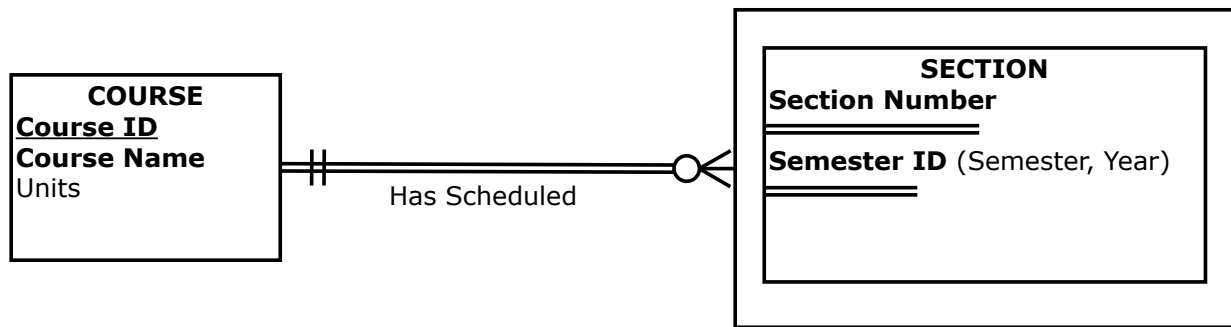 COURSE
Course ID
Course Name
Units
Has Scheduled
SECTION
Section Number
Semester ID (Semester, Year)